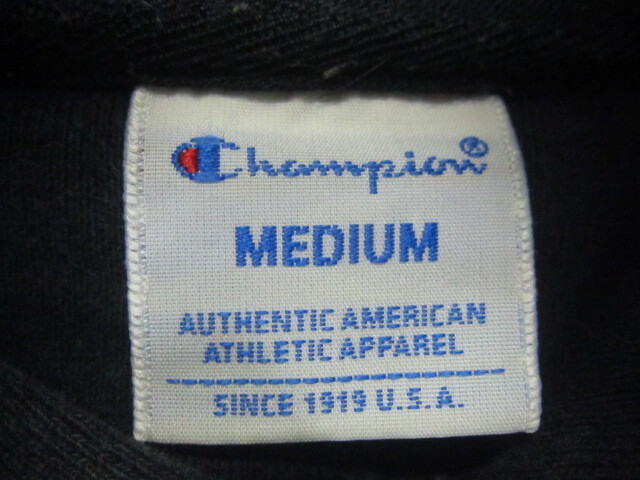 Champion®
MEDIUM
AUTHENTIC AMERICAN
ATHLETIC APPAREL
SINCE 1919 U.S.A.